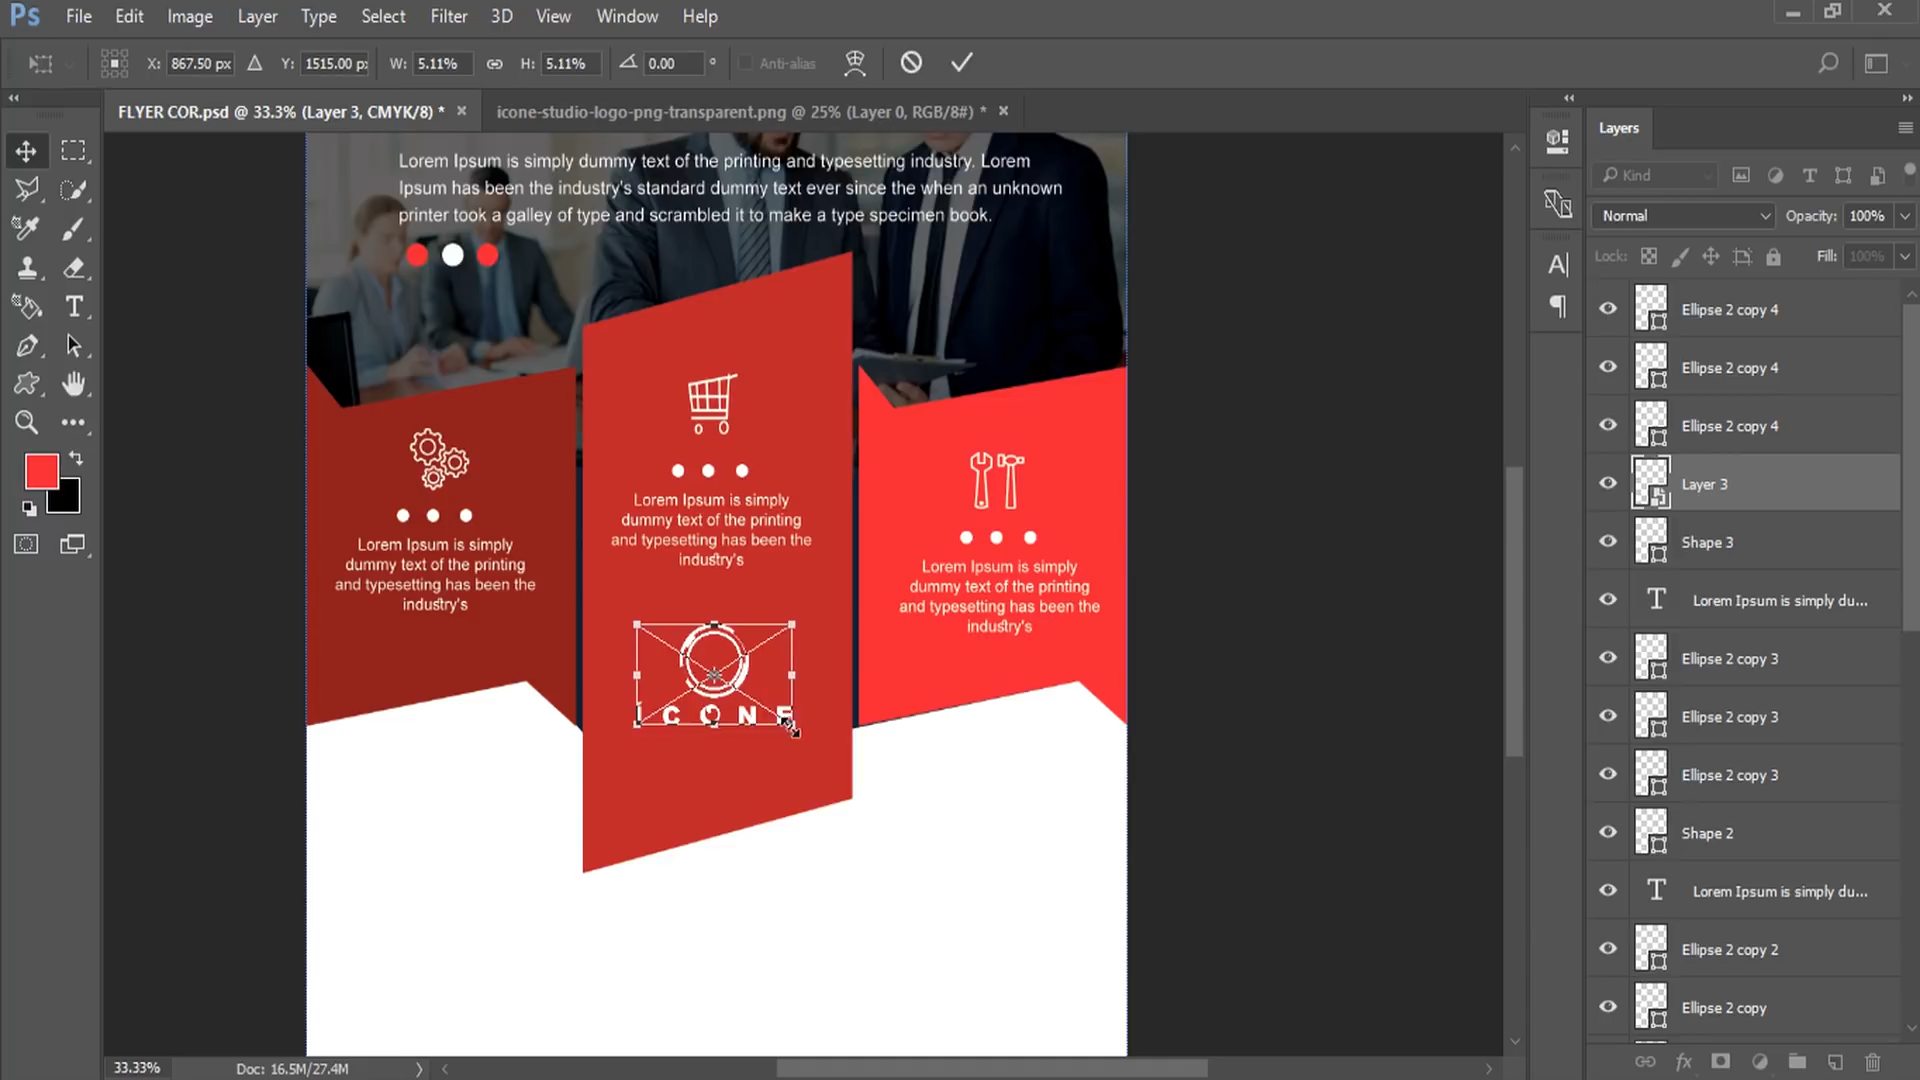 Ps File Edit Image Layer Type Select Filter 3D View Window Help
X: 867.50 px Y: 1515.00 px W: 5.11% H: 5.11% 0.00 ° Anti-alias
FLYER COR.psd @ 33.3% (Layer 3, CMYK/8) * × icone-studio-logo-png-transparent.png @ 25% (Layer 0, RGB/8#) * ×
Lorem Ipsum is simply dummy text of the printing and typesetting industry. Lorem
Ipsum has been the industry's standard dummy text ever since the when an unknown
printer took a galley of type and scrambled it to make a type specimen book.
Lorem Ipsum is simply
dummy text of the printing
and typesetting has been the
industry's
Lorem Ipsum is simply
dummy text of the printing
and typesetting has been the
industry's
Lorem Ipsum is simply
dummy text of the printing
and typesetting has been the
industry's
ICONE
Layers
Kind
Normal Opacity: 100%
Lock: Fill: 100%
Ellipse 2 copy 4
Ellipse 2 copy 4
Ellipse 2 copy 4
Layer 3
Shape 3
Lorem Ipsum is simply du...
Ellipse 2 copy 3
Ellipse 2 copy 3
Ellipse 2 copy 3
Shape 2
Lorem Ipsum is simply du...
Ellipse 2 copy 2
Ellipse 2 copy
33.33% Doc: 16.5M/27.4M